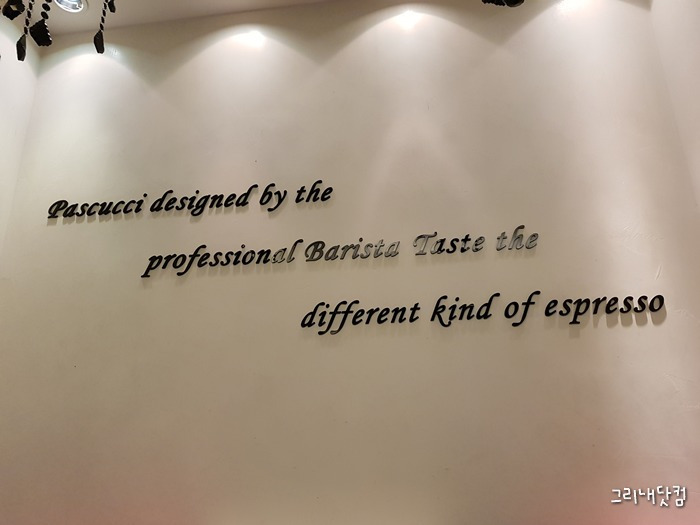 Pascucci designed by the
professional Barista Taste the
different kind of espresso
그리내닷컴